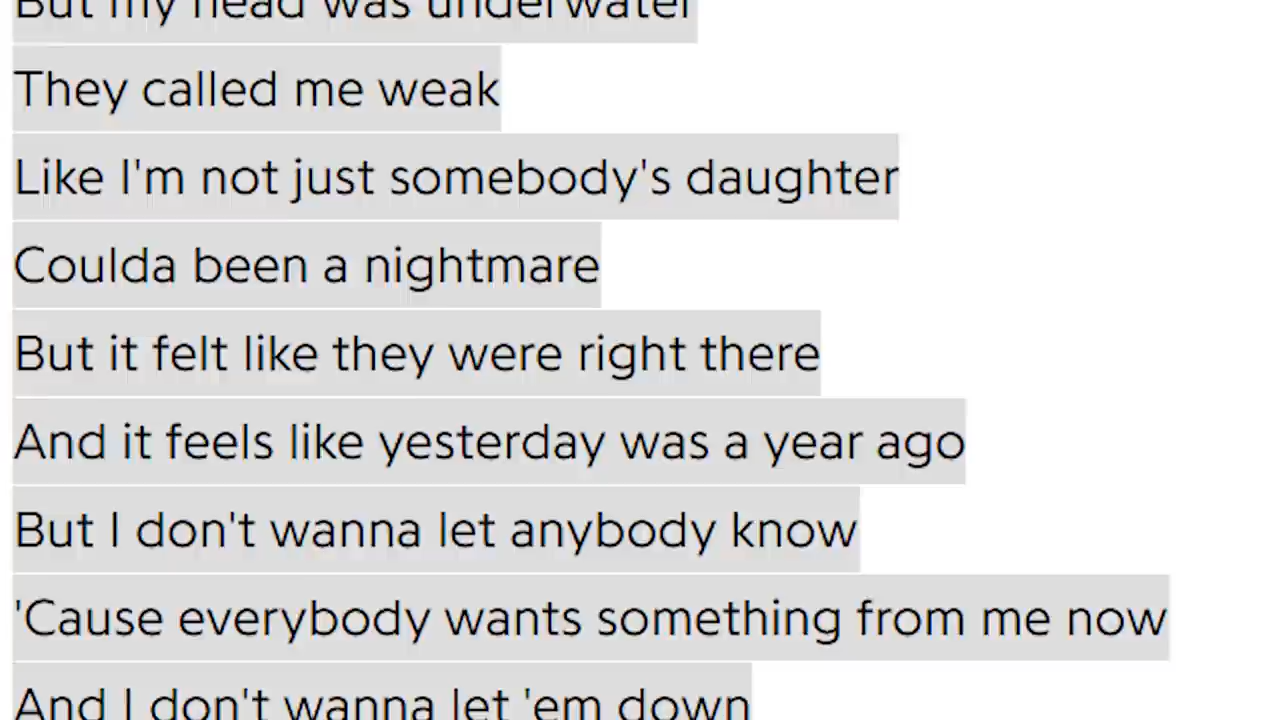 But my head was underwater
They called me weak
Like I'm not just somebody's daughter
Coulda been a nightmare
But it felt like they were right there
And it feels like yesterday was a year ago
But I don't wanna let anybody know
'Cause everybody wants something from me now
And I don't wanna let 'em down